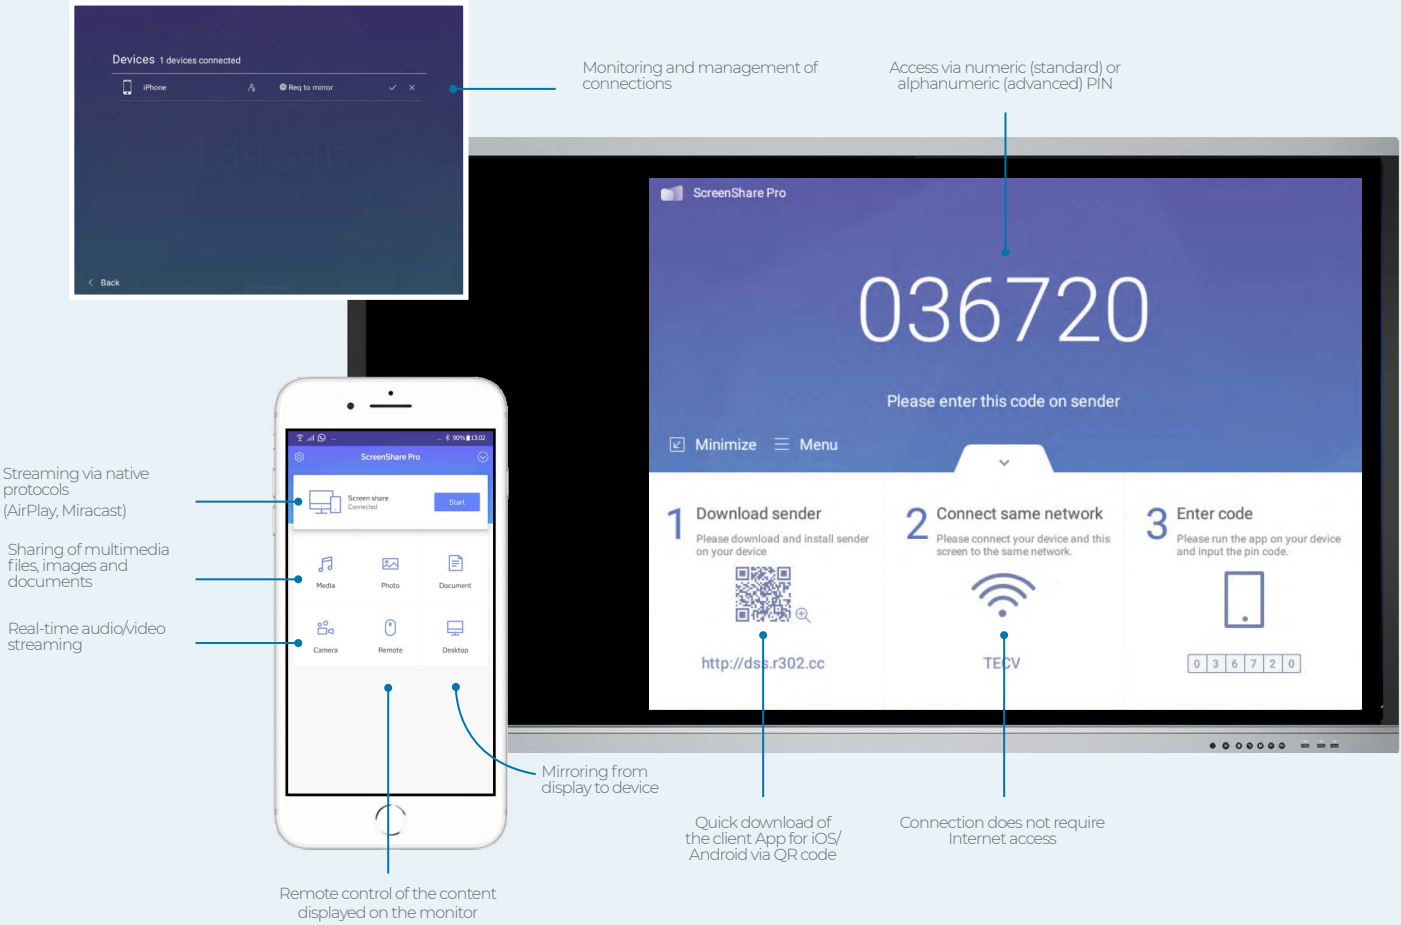 Devices 1 devices connected
iPhone
Req to mirror
134846
Back
Monitoring and management of
connections
Access via numeric (standard) or
alphanumeric (advanced) PIN
ScreenShare Pro
036720
Please enter this code on sender
Minimize
Menu
1 Download sender
Please download and install sender
on your device
http://dss.r302.cc
2 Connect same network
Please connect your device and this
screen to the same network.
TECV
3 Enter code
Please run the app on your device
and input the pin code.
0 3 6 7 2 0
... 90% 13.02
ScreenShare Pro
Screen share
Connected
Start
Media
Photo
Document
Camera
Remote
Desktop
Streaming via native
protocols
(AirPlay, Miracast)
Sharing of multimedia
files, images and
documents
Real-time audio/video
streaming
Mirroring from
display to device
Quick download of
the client App for iOS/
Android via QR code
Connection does not require
Internet access
Remote control of the content
displayed on the monitor